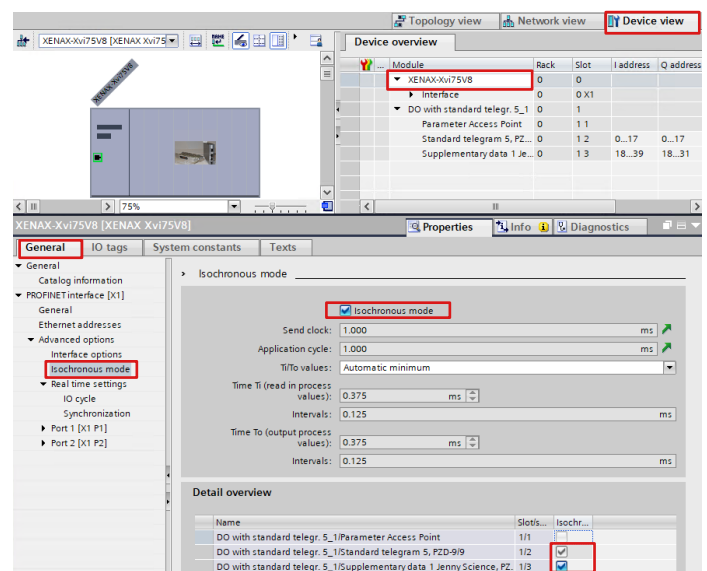 Topology view Network view Device view
XENAX-Xvi75V8 [XENAX Xvi75 Device overview
... Module Rack Slot I address Q address
XENAX-Xvi75V8 0 0
Interface 0 0 X1
DO with standard telegr. 5_1 0 1
Parameter Access Point 0 1 1
Standard telegram 5, PZ... 0 1 2 0...17 0...17
Supplementary data 1 Je... 0 1 3 18...39 18...31
XENAX-Xvi75V8
75%
XENAX-Xvi75V8 [XENAX Xvi75V8] Properties Info Diagnostics
General IO tags System constants Texts
General
Catalog information
PROFINET interface [X1]
General
Ethernet addresses
Advanced options
Interface options
Isochronous mode
Real time settings
IO cycle
Synchronization
Port 1 [X1 P1]
Port 2 [X1 P2]
Isochronous mode
Isochronous mode
Send clock: 1.000 ms
Application cycle: 1.000 ms
Ti/To values: Automatic minimum
Time Ti (read in process
values): 0.375 ms
Intervals: 0.125 ms
Time To (output process
values): 0.375 ms
Intervals: 0.125 ms
Detail overview
Name Slot/s... Isochr...
DO with standard telegr. 5_1/Parameter Access Point 1/1
DO with standard telegr. 5_1/Standard telegram 5, PZD-9/9 1/2
DO with standard telegr. 5_1/Supplementary data 1 Jenny Science, PZ. 1/3